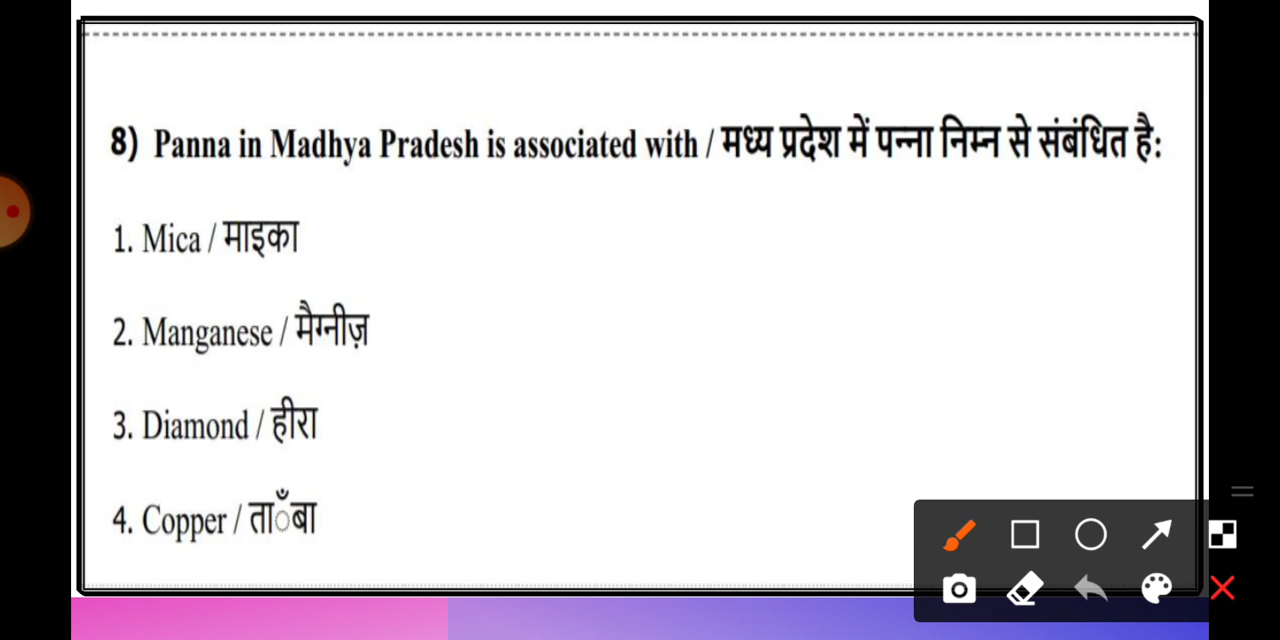 8) Panna in Madhya Pradesh is associated with / मध्य प्रदेश में पन्ना निम्न से संबंधित है:
1. Mica / माइका
2. Manganese / मैग्नीज़
3. Diamond / हीरा
4. Copper / ताँबा